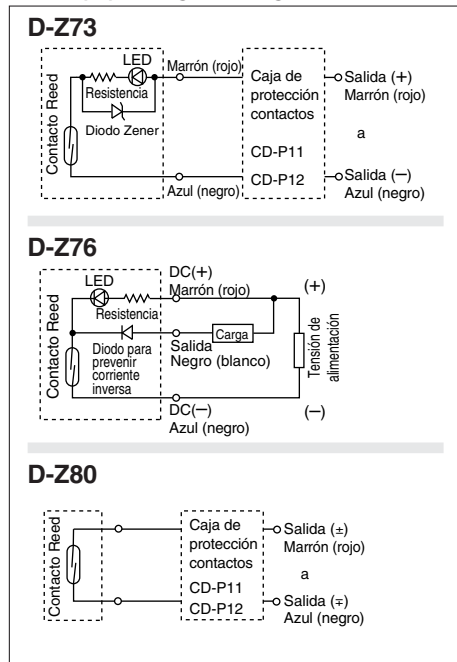 D-Z73
LED
Marrón (rojo)
Resistencia
Diodo Zener
Contacto Reed
Azul (negro)
Caja de
protección
contactos
CD-P11
CD-P12
Salida (+)
Marrón (rojo)
a
Salida (−)
Azul (negro)
D-Z76
LED
DC(+)
Marrón (rojo)
Resistencia
Contacto Reed
Diodo para
prevenir
corriente
inversa
Salida
Negro (blanco)
Carga
DC(−)
Azul (negro)
(+)
Tensión de
alimentación
(−)
D-Z80
Contacto Reed
Caja de
protección
contactos
CD-P11
CD-P12
Salida (±)
Marrón (rojo)
a
Salida (∓)
Azul (negro)